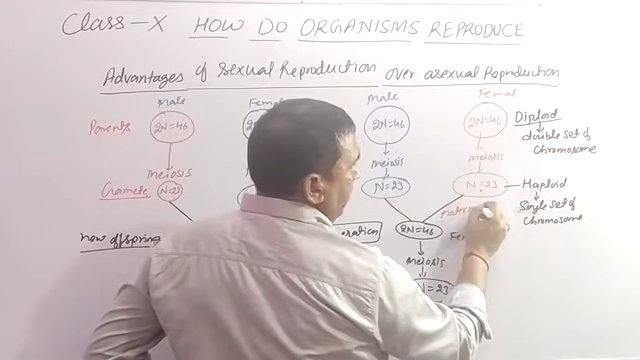 Class-X HOW DO ORGANISMS REPRODUCE
Advantages of sexual Reproduction over asexual Reproduction
Male
Male
Femal
Parents
2N=46
2N=46
2N=46
Diploid
double set of
Chromosome
meiosis
meiosis
meiosis
Gramete
N=23
N=23
N=23
Haploid
Single set of
Chromosome
new offspring
2N=46
meiosis
N=23